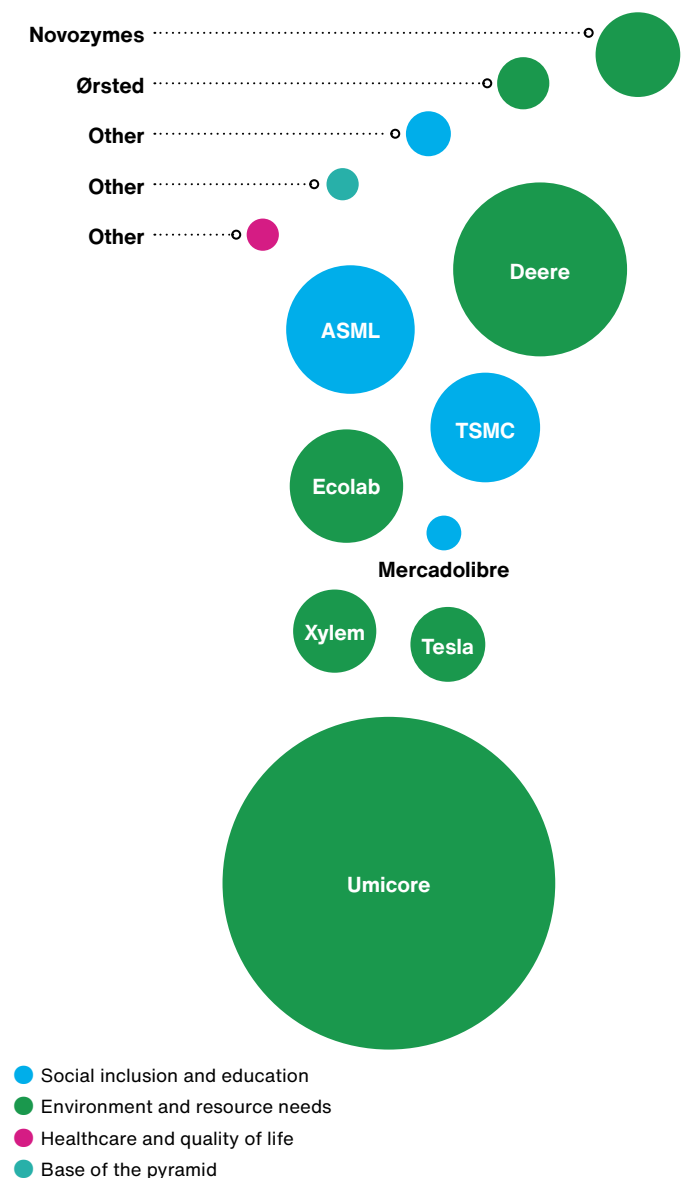 Novozymes
Ørsted
Other
Other
Other
Deere
ASML
TSMC
Ecolab
Mercadolibre
Xylem
Tesla
Umicore
Social inclusion and education
Environment and resource needs
Healthcare and quality of life
Base of the pyramid